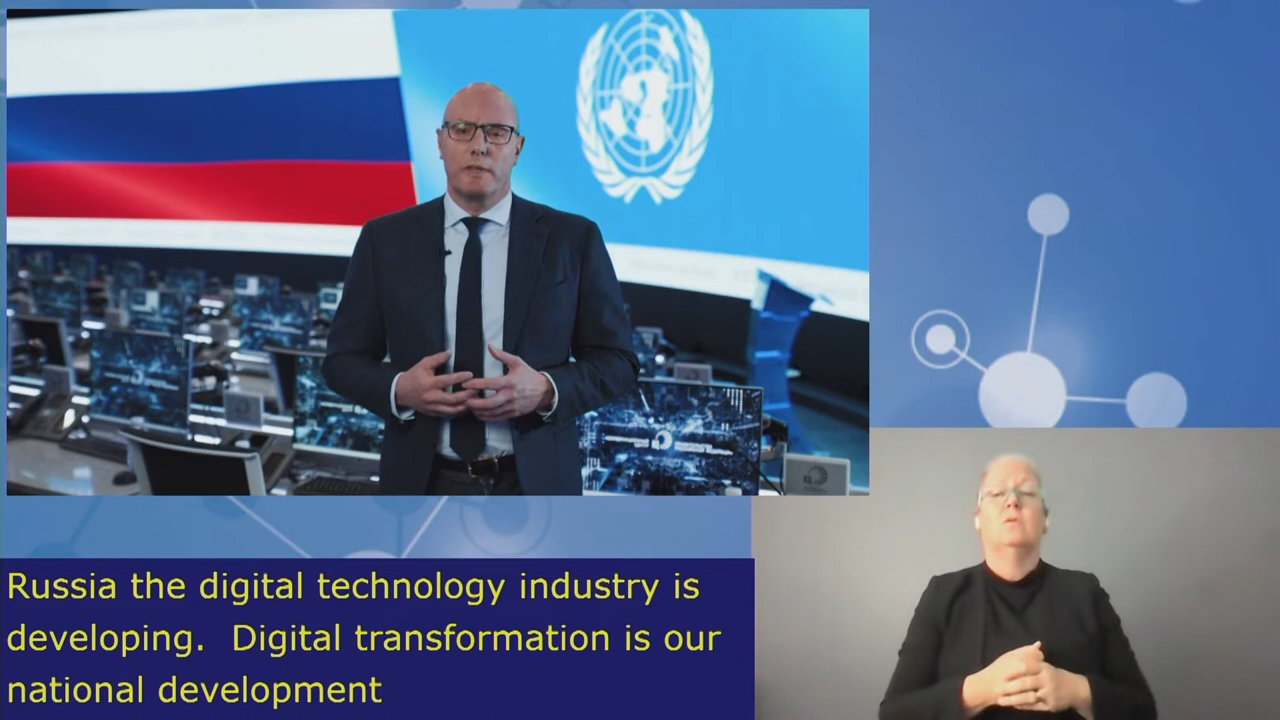 Russia the digital technology industry is
developing.  Digital transformation is our
national development